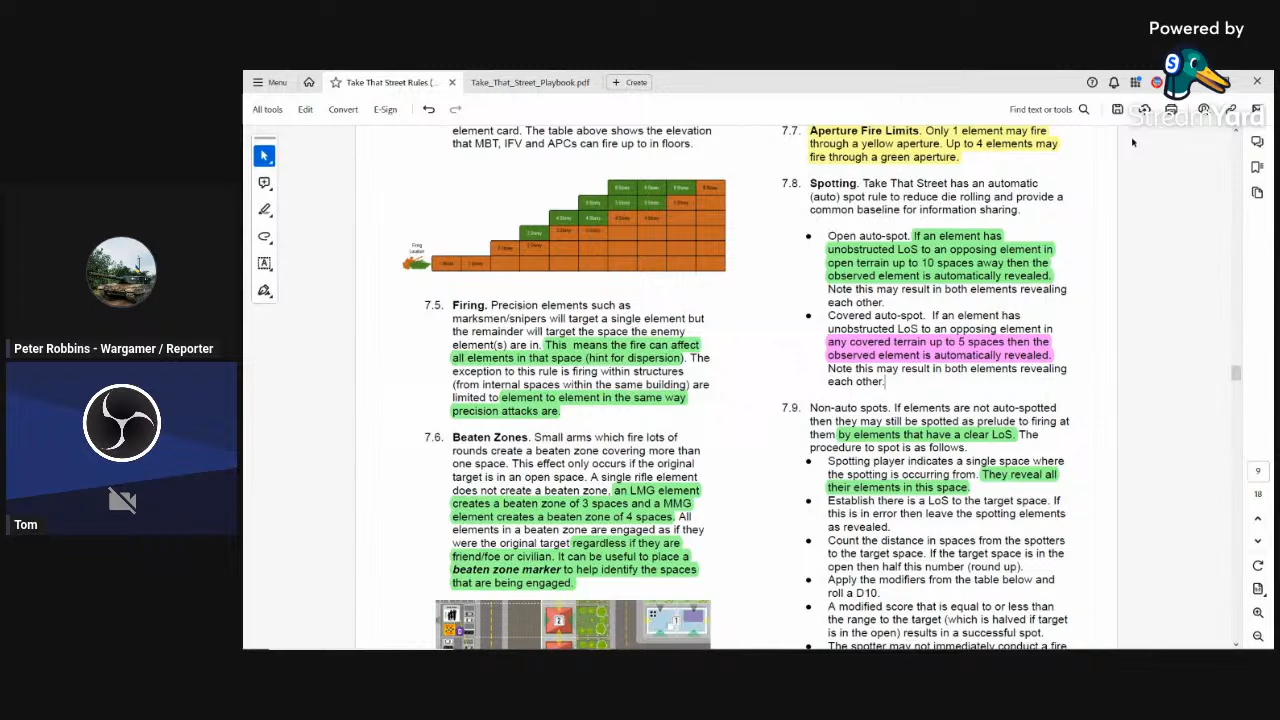 Powered by
StreamYard
Menu
Take That Street Rules (...
Take_That_Street_Playbook.pdf
Create
All tools
Edit
Convert
E-Sign
Find text or tools
element card. The table above shows the elevation
that MBT, IFV and APCs can fire up to in floors.
Firing
Location
7.5. Firing. Precision elements such as
marksmen/snipers will target a single element but
the remainder will target the space the enemy
element(s) are in. This means the fire can affect
all elements in that space (hint for dispersion). The
exception to this rule is firing within structures
(from internal spaces within the same building) are
limited to element to element in the same way
precision attacks are.
7.6. Beaten Zones. Small arms which fire lots of
rounds create a beaten zone covering more than
one space. This effect only occurs if the original
target is in an open space. A single rifle element
does not create a beaten zone, an LMG element
creates a beaten zone of 3 spaces and a MMG
element creates a beaten zone of 4 spaces. All
elements in a beaten zone are engaged as if they
were the original target regardless if they are
friend/foe or civilian. It can be useful to place a
beaten zone marker to help identify the spaces
that are being engaged.
2
1
7.7. Aperture Fire Limits. Only 1 element may fire
through a yellow aperture. Up to 4 elements may
fire through a green aperture.
7.8. Spotting. Take That Street has an automatic
(auto) spot rule to reduce die rolling and provide a
common baseline for information sharing.
• Open auto-spot. If an element has
unobstructed LoS to an opposing element in
open terrain up to 10 spaces away then the
observed element is automatically revealed.
Note this may result in both elements revealing
each other.
• Covered auto-spot. If an element has
unobstructed LoS to an opposing element in
any covered terrain up to 5 spaces then the
observed element is automatically revealed.
Note this may result in both elements revealing
each other.
7.9. Non-auto spots. If elements are not auto-spotted
then they may still be spotted as prelude to firing at
them by elements that have a clear LoS. The
procedure to spot is as follows.
• Spotting player indicates a single space where
the spotting is occurring from. They reveal all
their elements in this space.
• Establish there is a LoS to the target space. If
this is in error then leave the spotting elements
as revealed.
• Count the distance in spaces from the spotters
to the target space. If the target space is in the
open then half this number (round up).
• Apply the modifiers from the table below and
roll a D10.
• A modified score that is equal to or less than
the range to the target (which is halved if target
is in the open) results in a successful spot.
• The spotter may not immediately conduct a fire
9
18
Peter Robbins - Wargamer / Reporter
Tom